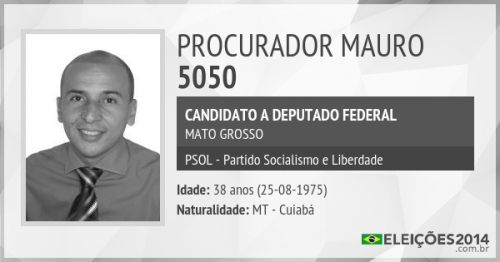 PROCURADOR MAURO
5050
CANDIDATO A DEPUTADO FEDERAL
MATO GROSSO
PSOL - Partido Socialismo e Liberdade
Idade: 38 anos (25-08-1975)
Naturalidade: MT - Cuiabá
ELEIÇÕES2014
.com.br